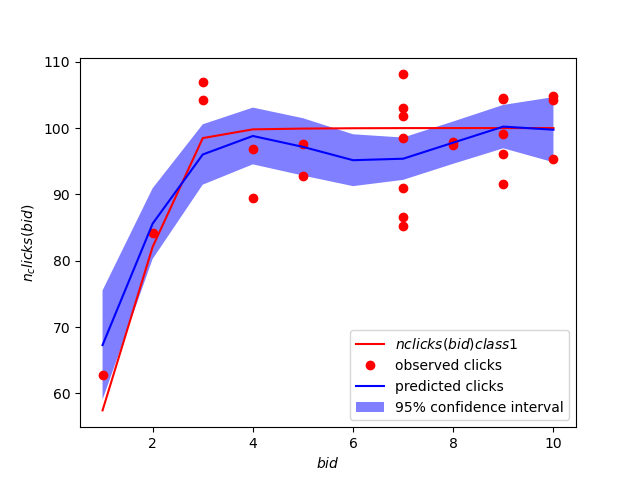 110
100
90
80
70
60
n_clicks(bid)
2
4
6
8
10
bid
nclicks(bid)class1
observed clicks
predicted clicks
95% confidence interval